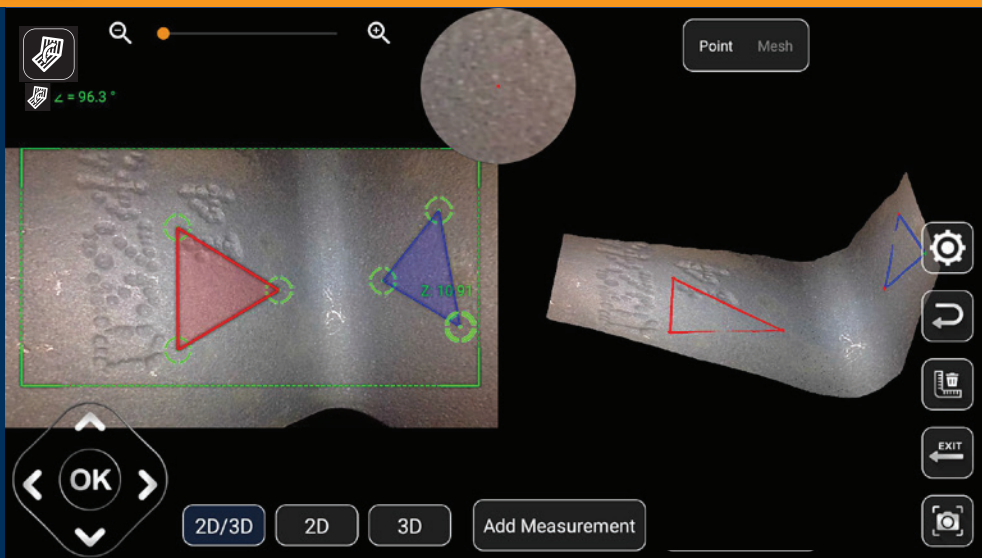 Point Mesh
∠ = 96.3 °
Z: 10.91
EXIT
OK
2D/3D 2D 3D Add Measurement